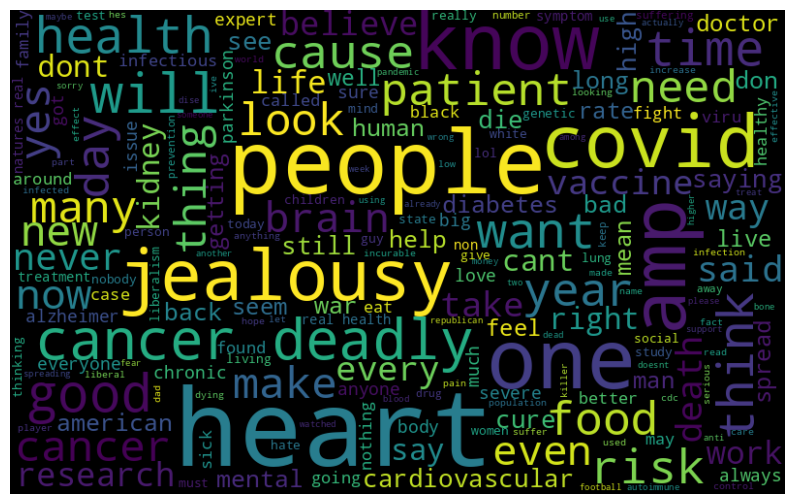 health
cause
know
time
expert
test
hes
really
number
symptom
use
suffering
actually
maybe
dont
infectious
see
believe
doctor
family
sorry
world
ive
pandemic
looking
increase
high
yes
will
life
well
long
need
don
patient
sure
called
mind
black
genetic
rate
fight
viru
parkinson
look
human
die
white
effective
healthy
natures real
day
issue
effect
dise
someone
wrong
among
people
covid
got
part
prevention
kidney
thing
lol
low
week
vaccine
saying
around
infected
many
getting
brain
children
already
using
diabetes
bad
treat
way
new
person
today
anything
state
big
want
mean
amp
higher
never
still
help
guy
non
cant
lung
keep
live
treatment
nobody
another
incurable
love
give
made
infection
said
now
case
liberalism
jealousy
money
two
name
please
away
back
seem
war
eat
take
year
bone
alzheimer
hope
let
real health
republican
feel
right
social
support
fact
think
cancer deadly
found
dead
study
doesnt
read
spread
thinking
everyone
fear
living
much
one
death
spreading
liberal
chronic
every
pain
killer
man
cdc
serious
good
make
anyone
drug
severe
population
better
dad
dying
blood
heart
cure
food
american
player
sick
hate
nothing
body
women
suffer
used
may
anti
care
cancer
watched
say
even
work
research
must
mental
going
cardiovascular
football
autoimmune
risk
control
always